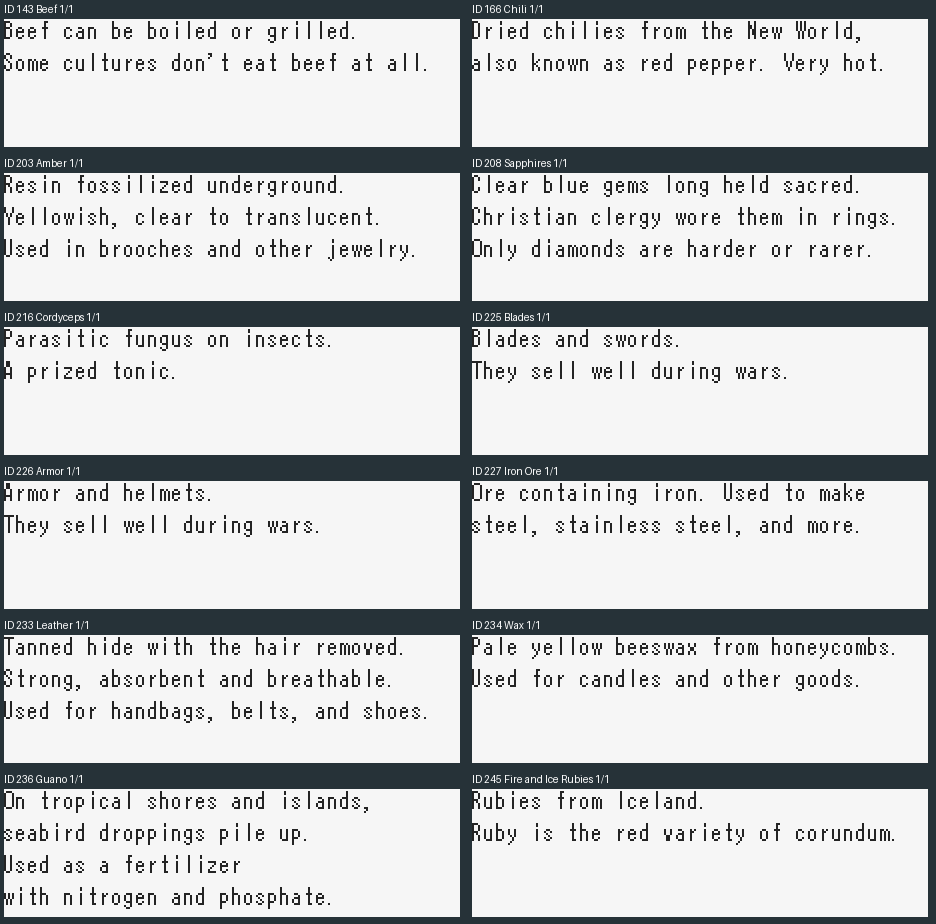 ID 143 Beef 1/1
Beef can be boiled or grilled.
Some cultures don't eat beef at all.
ID 166 Chili 1/1
Dried chilies from the New World,
also known as red pepper. Very hot.
ID 203 Amber 1/1
Resin fossilized underground.
Yellowish, clear to translucent.
Used in brooches and other jewelry.
ID 208 Sapphires 1/1
Clear blue gems long held sacred.
Christian clergy wore them in rings.
Only diamonds are harder or rarer.
ID 216 Cordyceps 1/1
Parasitic fungus on insects.
A prized tonic.
ID 225 Blades 1/1
Blades and swords.
They sell well during wars.
ID 226 Armor 1/1
Armor and helmets.
They sell well during wars.
ID 227 Iron Ore 1/1
Ore containing iron. Used to make
steel, stainless steel, and more.
ID 233 Leather 1/1
Tanned hide with the hair removed.
Strong, absorbent and breathable.
Used for handbags, belts, and shoes.
ID 234 Wax 1/1
Pale yellow beeswax from honeycombs.
Used for candles and other goods.
ID 236 Guano 1/1
On tropical shores and islands,
seabird droppings pile up.
Used as a fertilizer
with nitrogen and phosphate.
ID 245 Fire and Ice Rubies 1/1
Rubies from Iceland.
Ruby is the red variety of corundum.